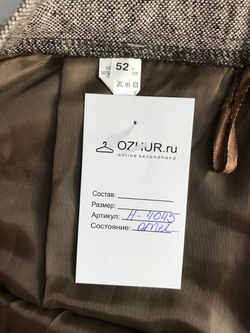 52
OZHUR.ru
online secondhand
Состав:
Размер:
Артикул: H-4045
Состояние: отл